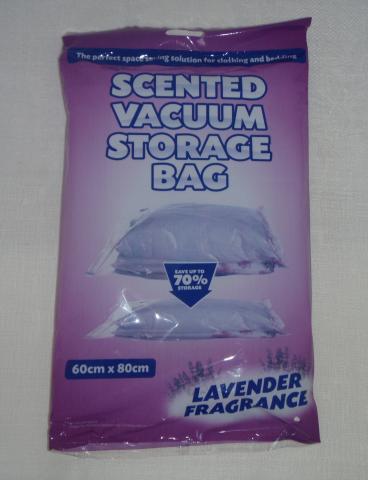 The perfect space saving solution for clothing and bedding
SCENTED
VACUUM
STORAGE
BAG
SAVE UP TO
70%
STORAGE
60cm x 80cm
LAVENDER
FRAGRANCE